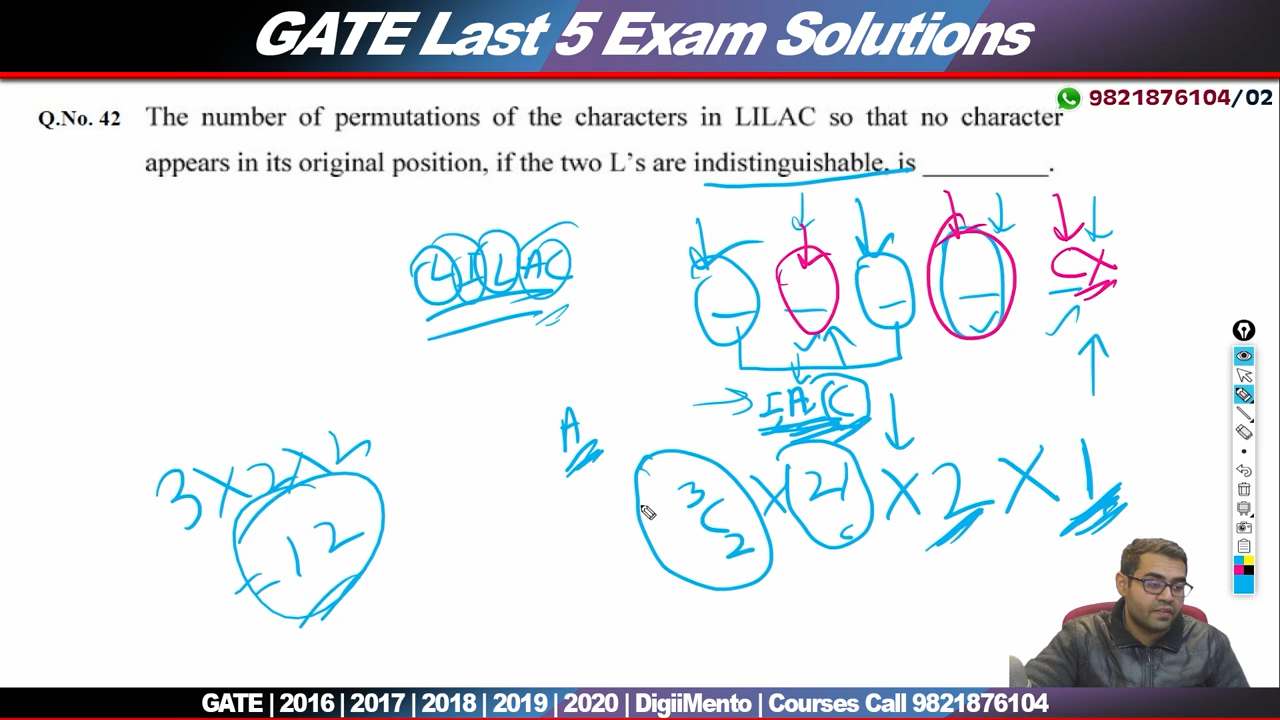 GATE Last 5 Exam Solutions
9821876104/02
Q.No. 42 The number of permutations of the characters in LILAC so that no character
appears in its original position, if the two L's are indistinguishable, is __________.
LILAC
C
I A C
A
3 X 2 X 2
12
3C2 X 2! X 2 X 1
GATE | 2016 | 2017 | 2018 | 2019 | 2020 | DigiiMento | Courses Call 9821876104